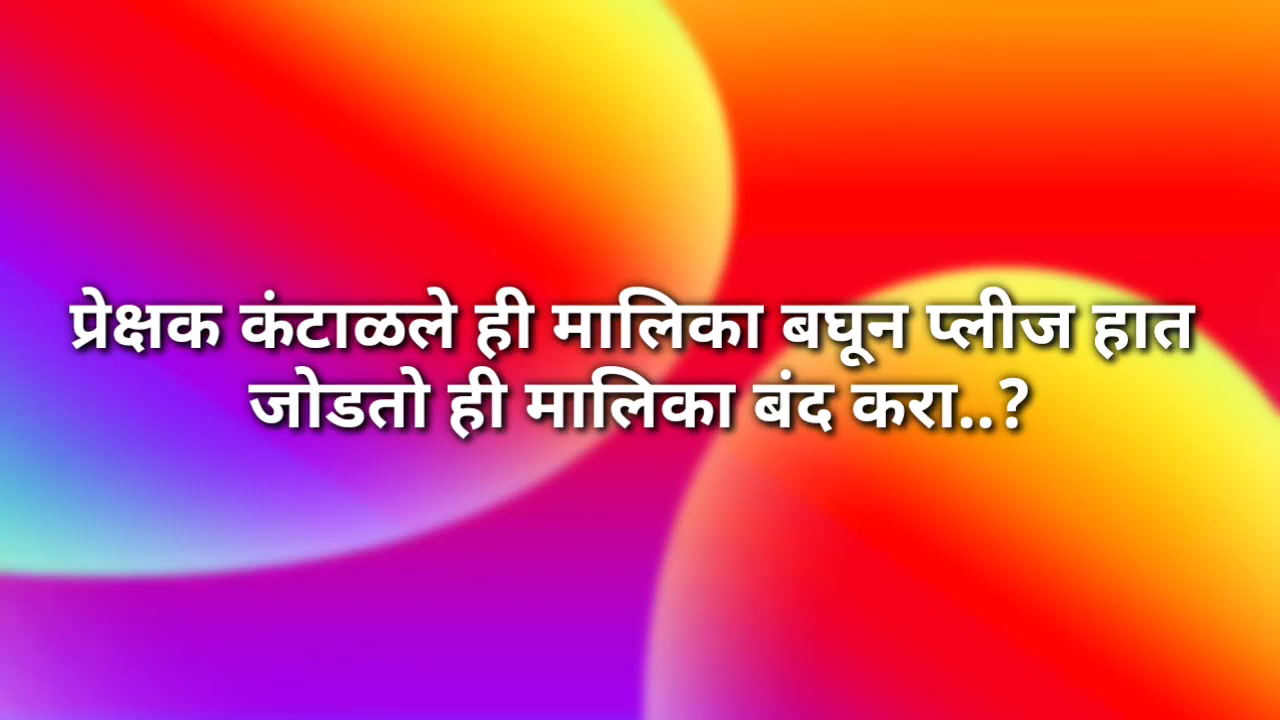 प्रेक्षक कंटाळले ही मालिका बघून प्लीज हात
जोडतो ही मालिका बंद करा..?